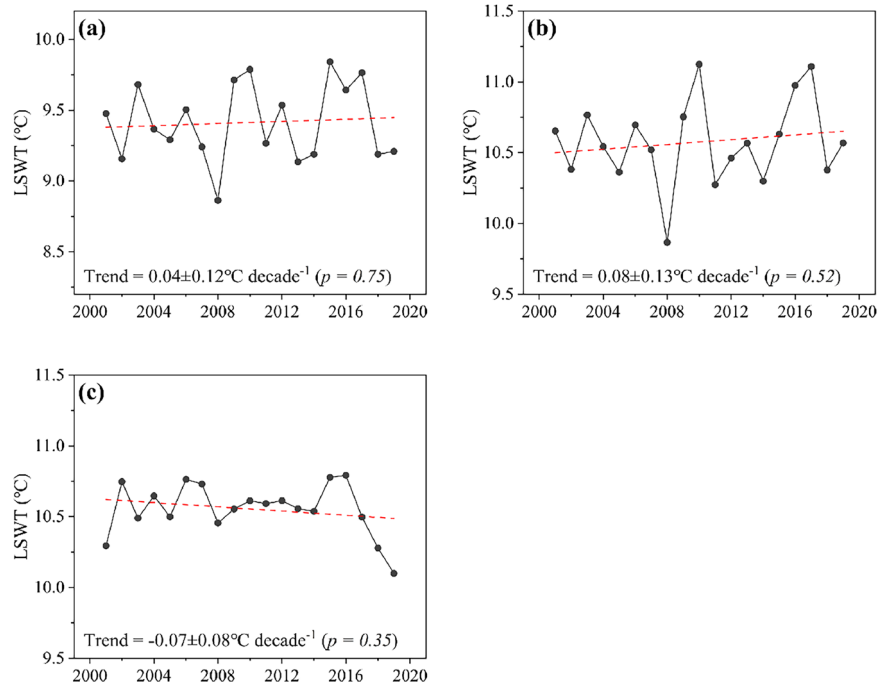 (a)
10.0
9.5
9.0
8.5
LSWT (℃)
Trend = 0.04±0.12℃ decade⁻¹ (p = 0.75)
2000 2004 2008 2012 2016 2020
(b)
11.5
11.0
10.5
10.0
9.5
LSWT (℃)
Trend = 0.08±0.13℃ decade⁻¹ (p = 0.52)
2000 2004 2008 2012 2016 2020
(c)
11.5
11.0
10.5
10.0
9.5
LSWT (℃)
Trend = -0.07±0.08℃ decade⁻¹ (p = 0.35)
2000 2004 2008 2012 2016 2020